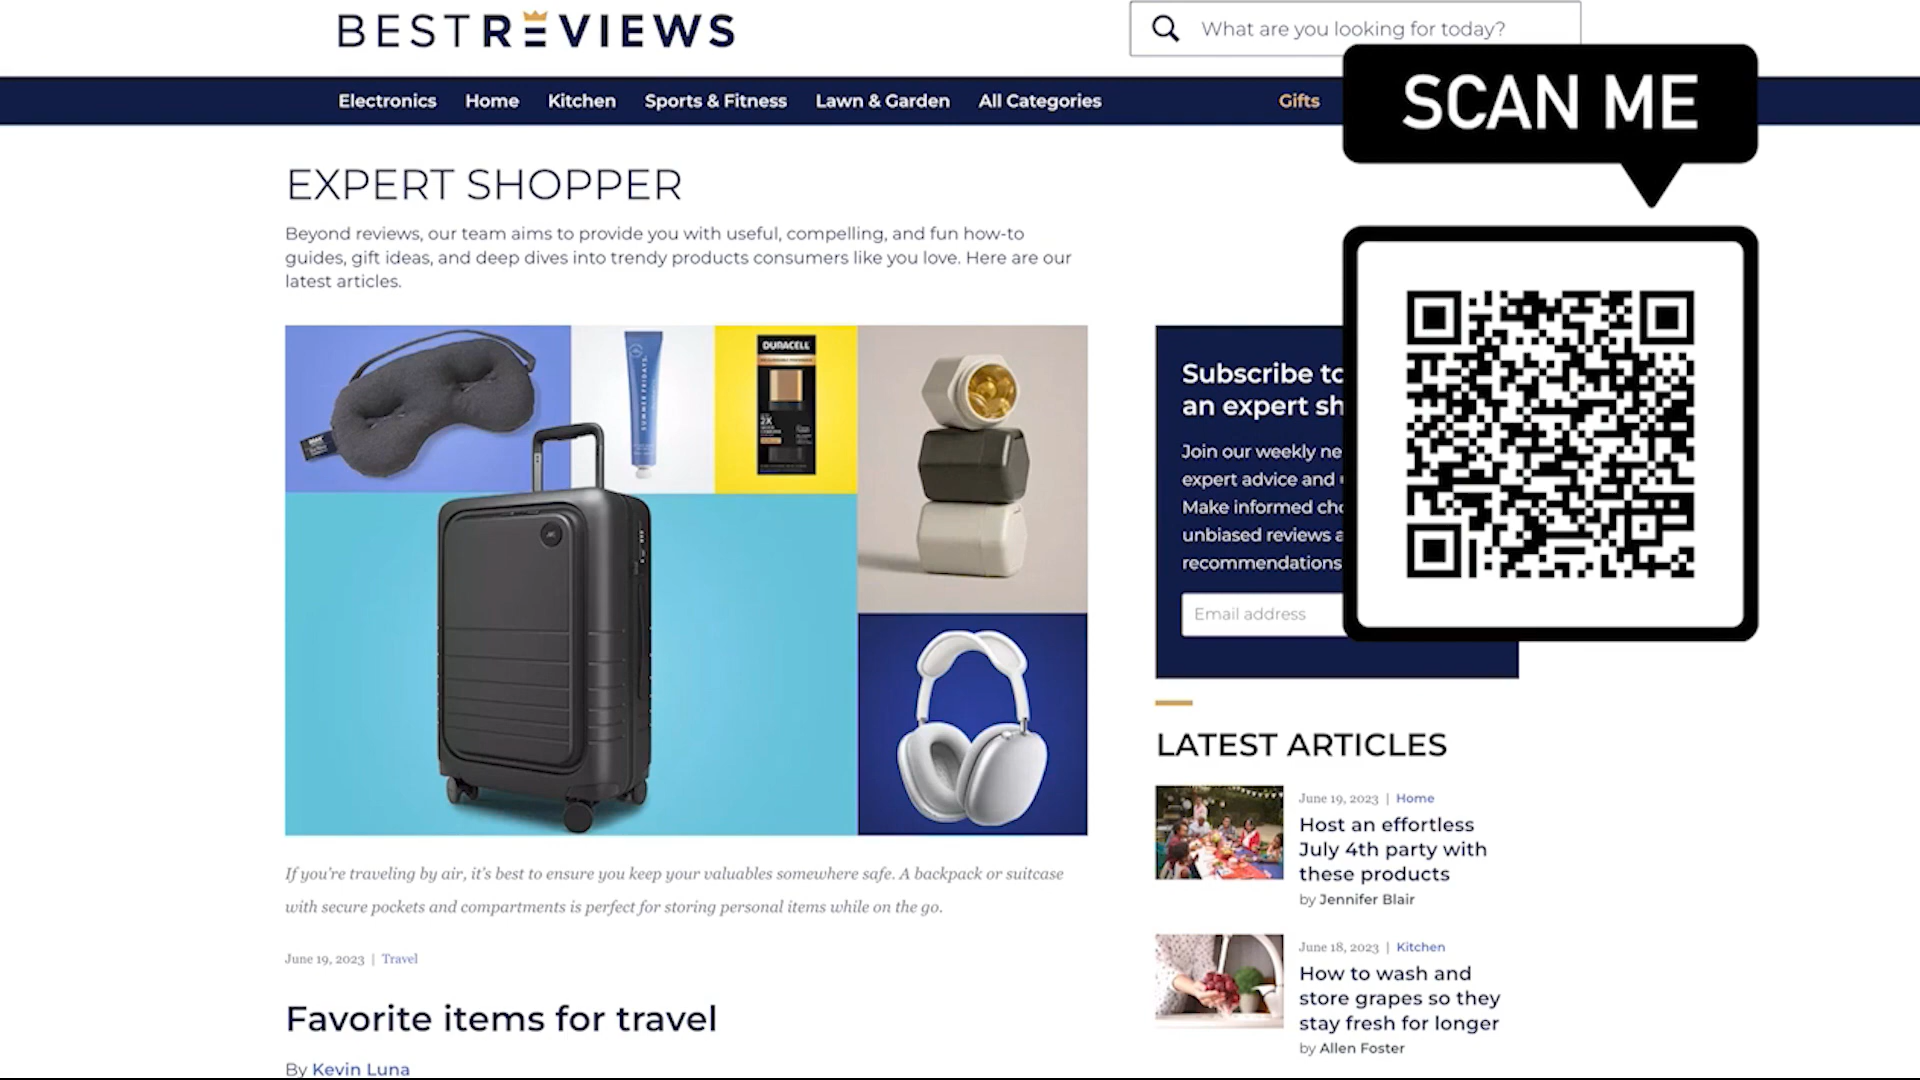 BESTREVIEWS
What are you looking for today?
SCAN ME
Electronics Home Kitchen Sports & Fitness Lawn & Garden All Categories Gifts
EXPERT SHOPPER
Beyond reviews, our team aims to provide you with useful, compelling, and fun how-to
guides, gift ideas, and deep dives into trendy products consumers like you love. Here are our
latest articles.
SUMMER FRIDAYS
DURACELL
2X
If you're traveling by air, it's best to ensure you keep your valuables somewhere safe. A backpack or suitcase
with secure pockets and compartments is perfect for storing personal items while on the go.
June 19, 2023 | Travel
Favorite items for travel
By Kevin Luna
Subscribe to
an expert sh
Join our weekly ne
expert advice and
Make informed cho
unbiased reviews a
recommendations
Email address
LATEST ARTICLES
June 19, 2023 | Home
Host an effortless
July 4th party with
these products
by Jennifer Blair
June 18, 2023 | Kitchen
How to wash and
store grapes so they
stay fresh for longer
by Allen Foster